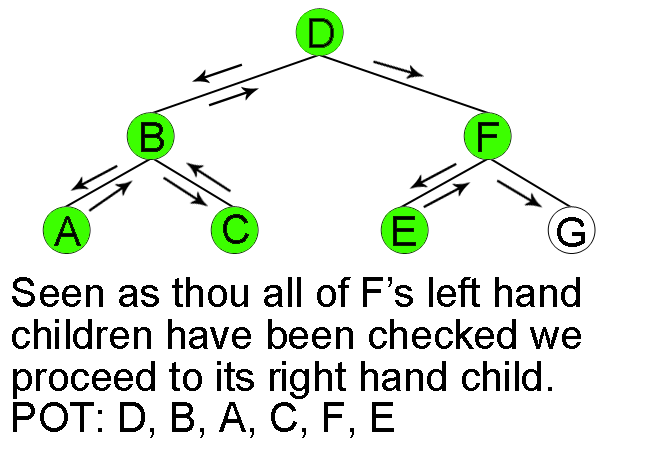 D
B
F
A
C
E
G
Seen as thou all of F’s left hand
children have been checked we
proceed to its right hand child.
POT: D, B, A, C, F, E